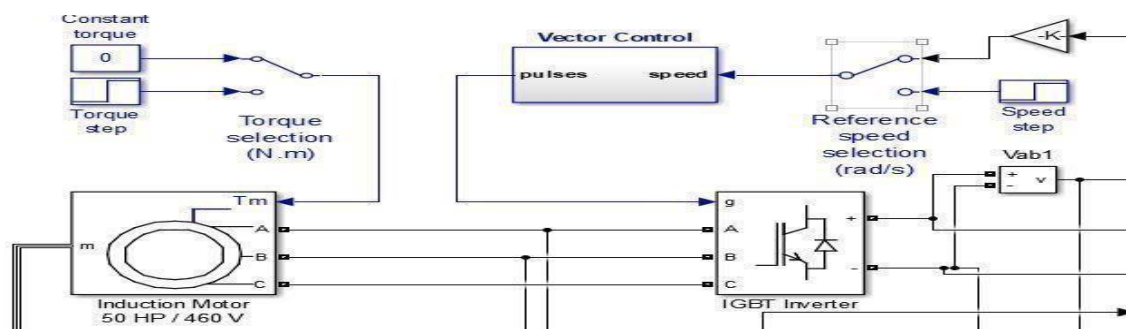 Constant
torque
0
Torque
step
Torque
selection
(N.m)
Vector Control
pulses speed
Reference
speed
selection
(rad/s)
-K-
Speed
step
Vab1
+
-
v
Tm
m
A
B
C
Induction Motor
50 HP / 460 V
g
A
B
C
+
-
IGBT Inverter